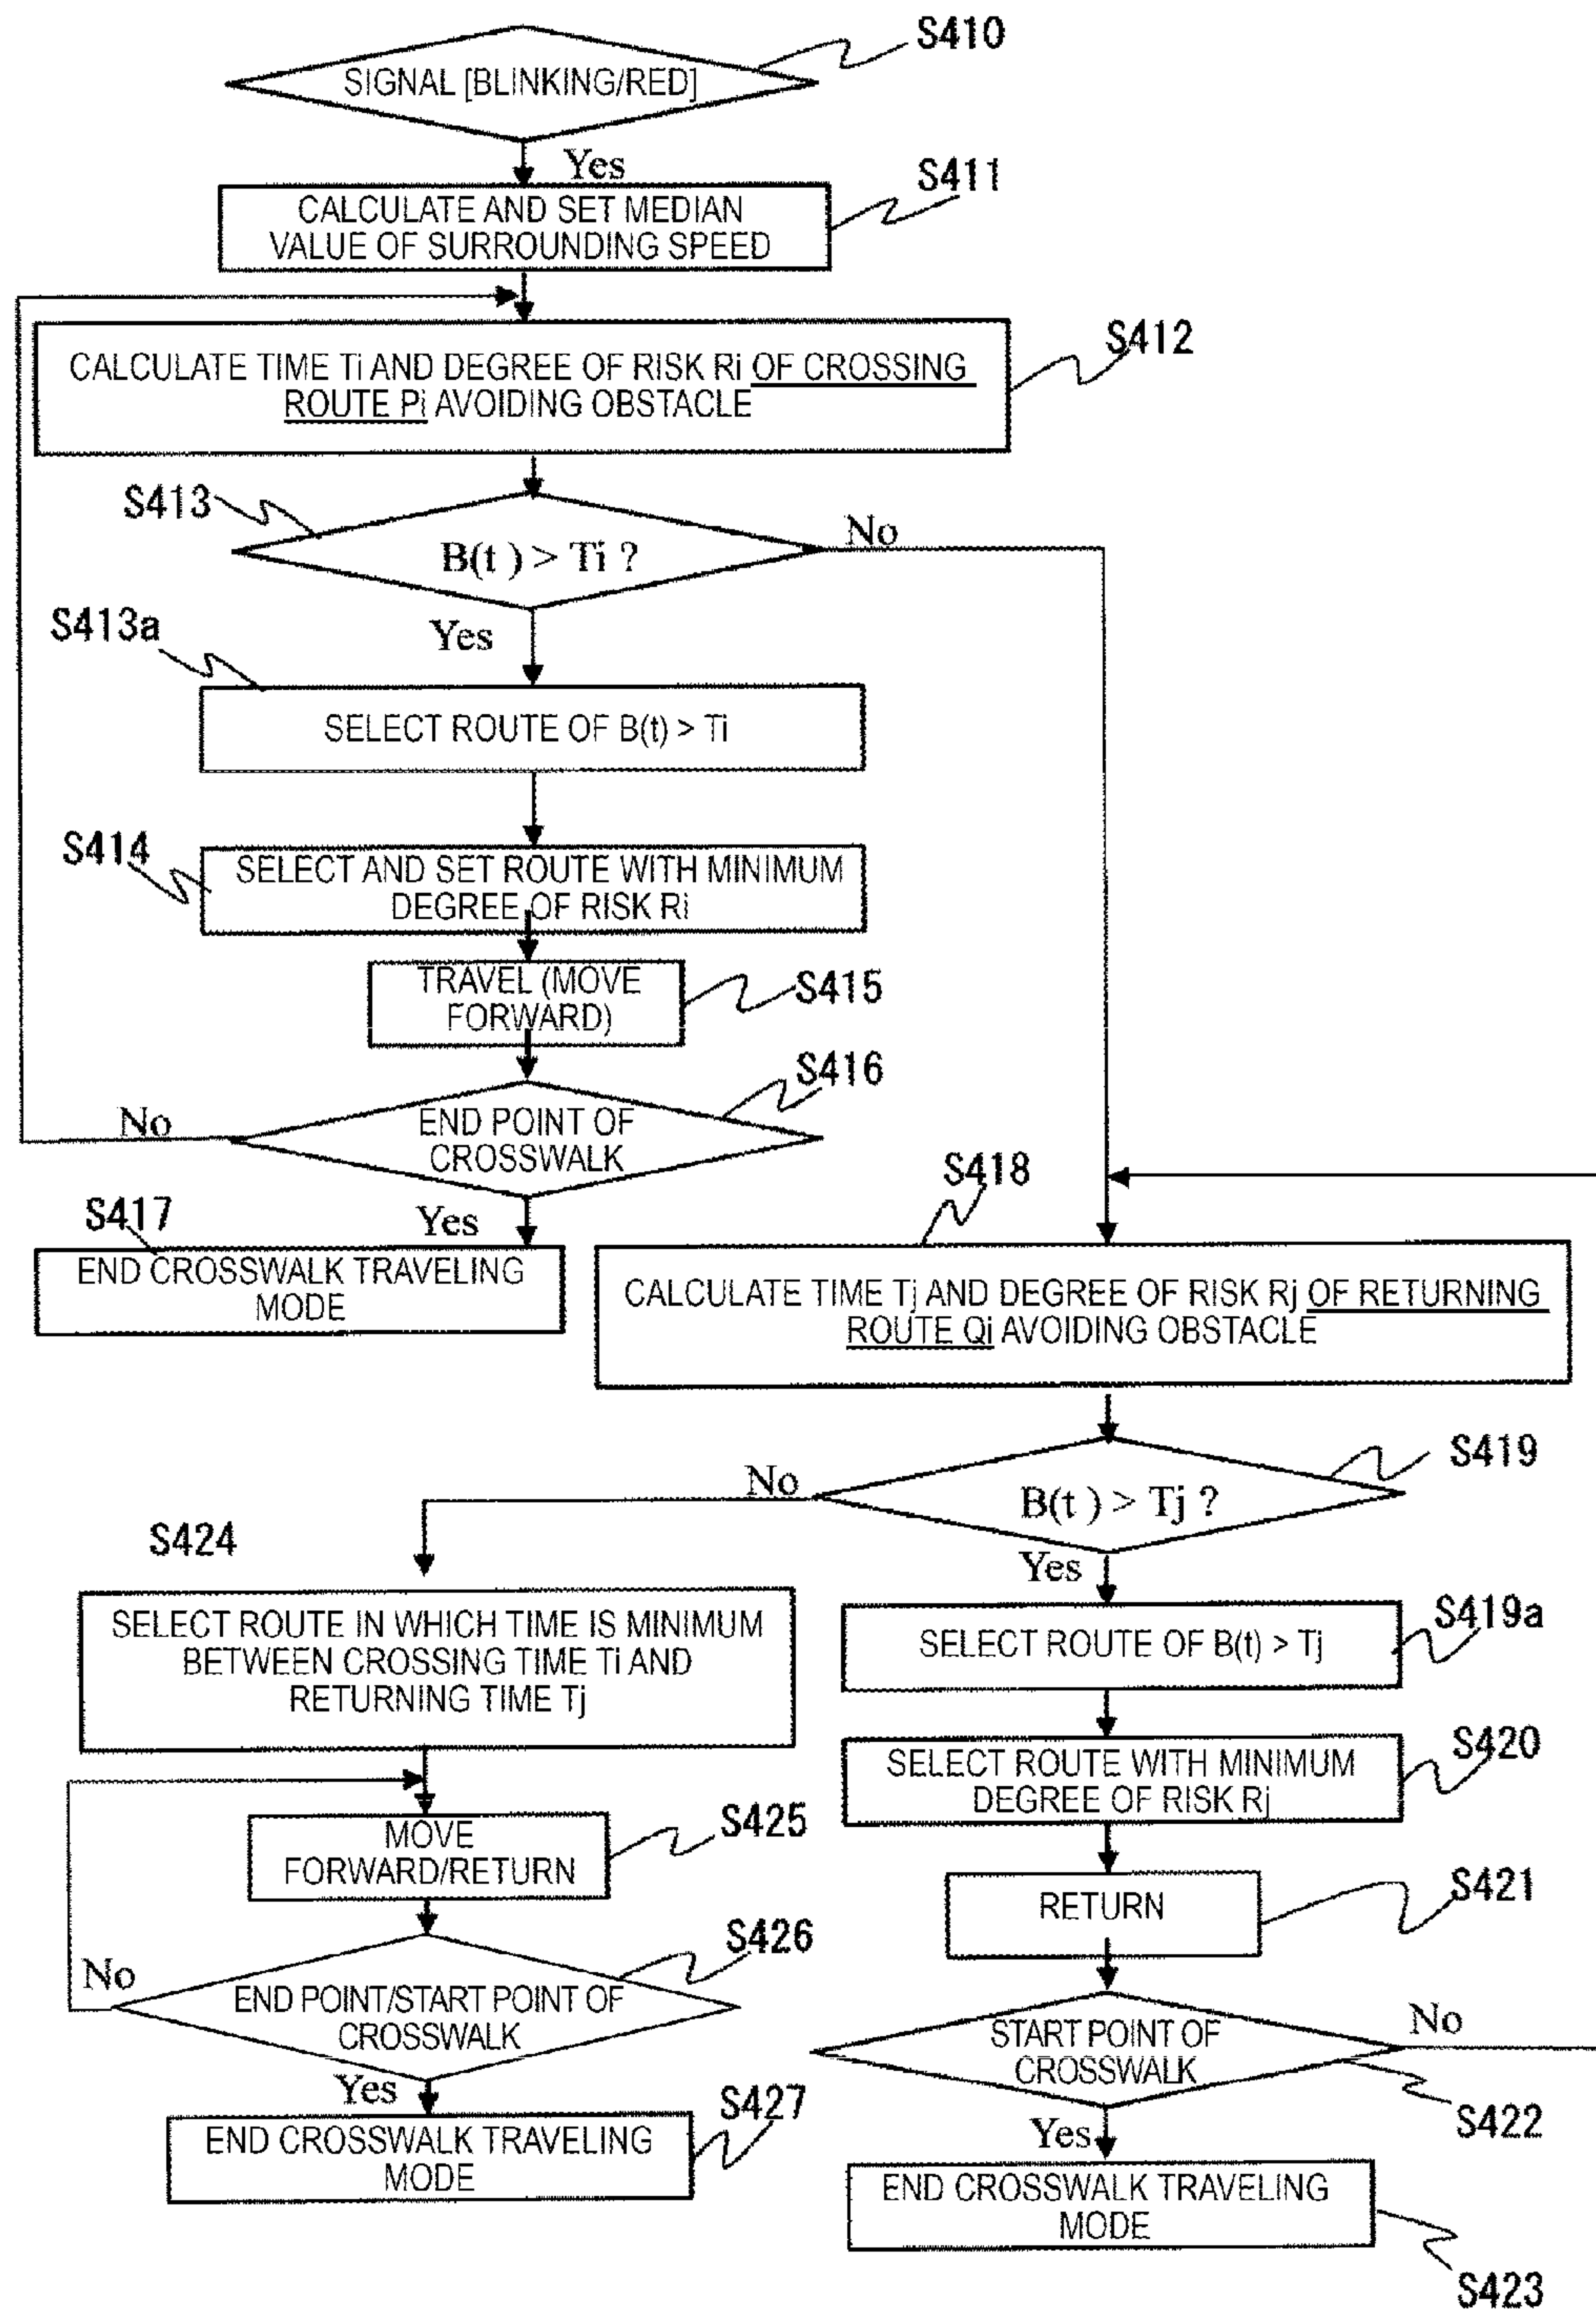 S410
SIGNAL [BLINKING/RED]
Yes
S411
CALCULATE AND SET MEDIAN
VALUE OF SURROUNDING SPEED
S412
CALCULATE TIME Ti AND DEGREE OF RISK Ri OF CROSSING
ROUTE Pi AVOIDING OBSTACLE
S413
No
B(t ) > Ti ?
S413a
Yes
SELECT ROUTE OF B(t) > Ti
S414
SELECT AND SET ROUTE WITH MINIMUM
DEGREE OF RISK Ri
TRAVEL (MOVE
FORWARD)
S415
S416
No
END POINT OF
CROSSWALK
S417
Yes
END CROSSWALK TRAVELING
MODE
S418
CALCULATE TIME Tj AND DEGREE OF RISK Rj OF RETURNING
ROUTE Qi AVOIDING OBSTACLE
S419
No
B(t ) > Tj ?
Yes
S424
SELECT ROUTE IN WHICH TIME IS MINIMUM
BETWEEN CROSSING TIME Ti AND
RETURNING TIME Tj
S419a
SELECT ROUTE OF B(t) > Tj
S420
SELECT ROUTE WITH MINIMUM
DEGREE OF RISK Rj
S425
MOVE
FORWARD/RETURN
S421
RETURN
S426
No
END POINT/START POINT OF
CROSSWALK
Yes
No
START POINT OF
CROSSWALK
S422
Yes
S427
END CROSSWALK TRAVELING
MODE
END CROSSWALK TRAVELING
MODE
S423